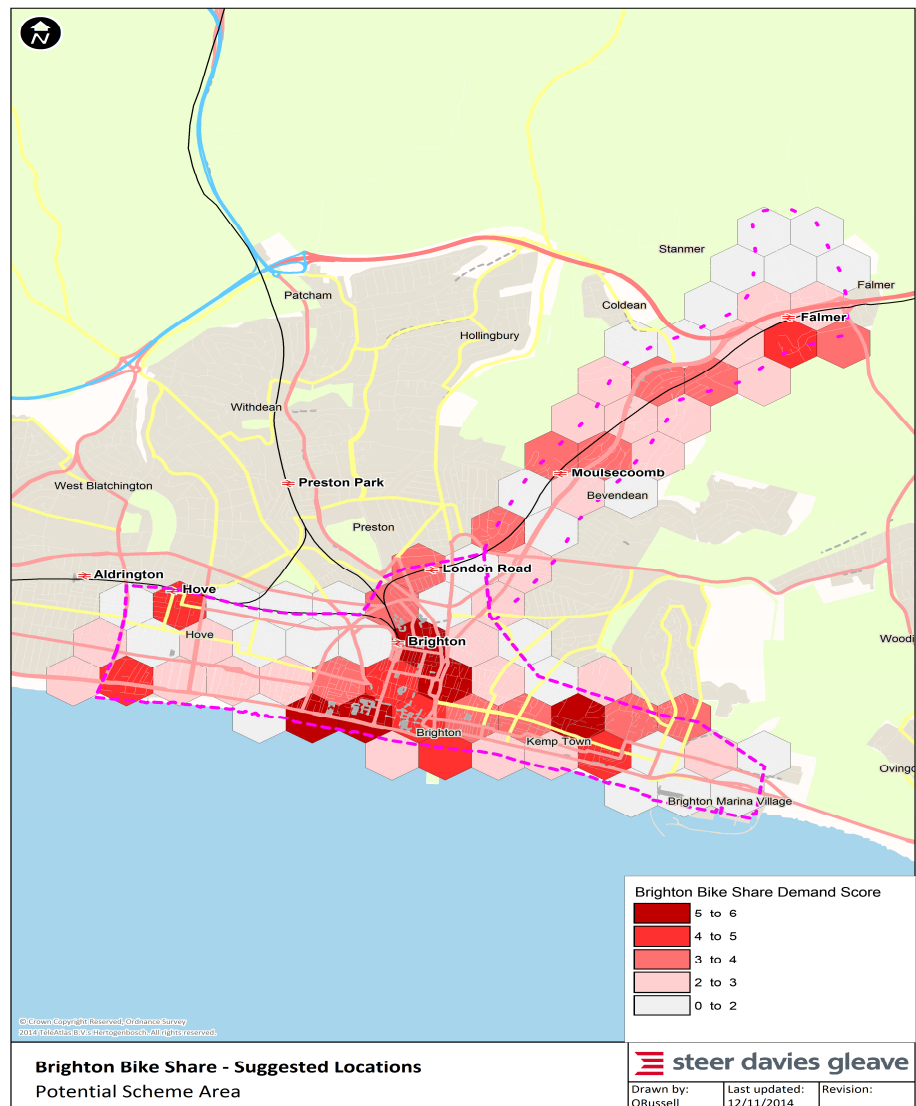 N
Stanmer
Falmer
Patcham
Coldean
Falmer
Hollingbury
Withdean
West Blatchington
Preston Park
Moulsecoomb
Bevendean
Preston
Aldrington
London Road
Hove
Hove
Brighton
Woodi
Brighton
Kemp Town
Oving
Brighton Marina Village
Brighton Bike Share Demand Score
5 to 6
4 to 5
3 to 4
2 to 3
0 to 2
© Crown Copyright Reserved, Ordnance Survey
2014 TeleAtlas B.V.s Hertogenbosch. All rights reserved.
Brighton Bike Share - Suggested Locations
Potential Scheme Area
steer davies gleave
Drawn by:
ORussell
Last updated:
12/11/2014
Revision: